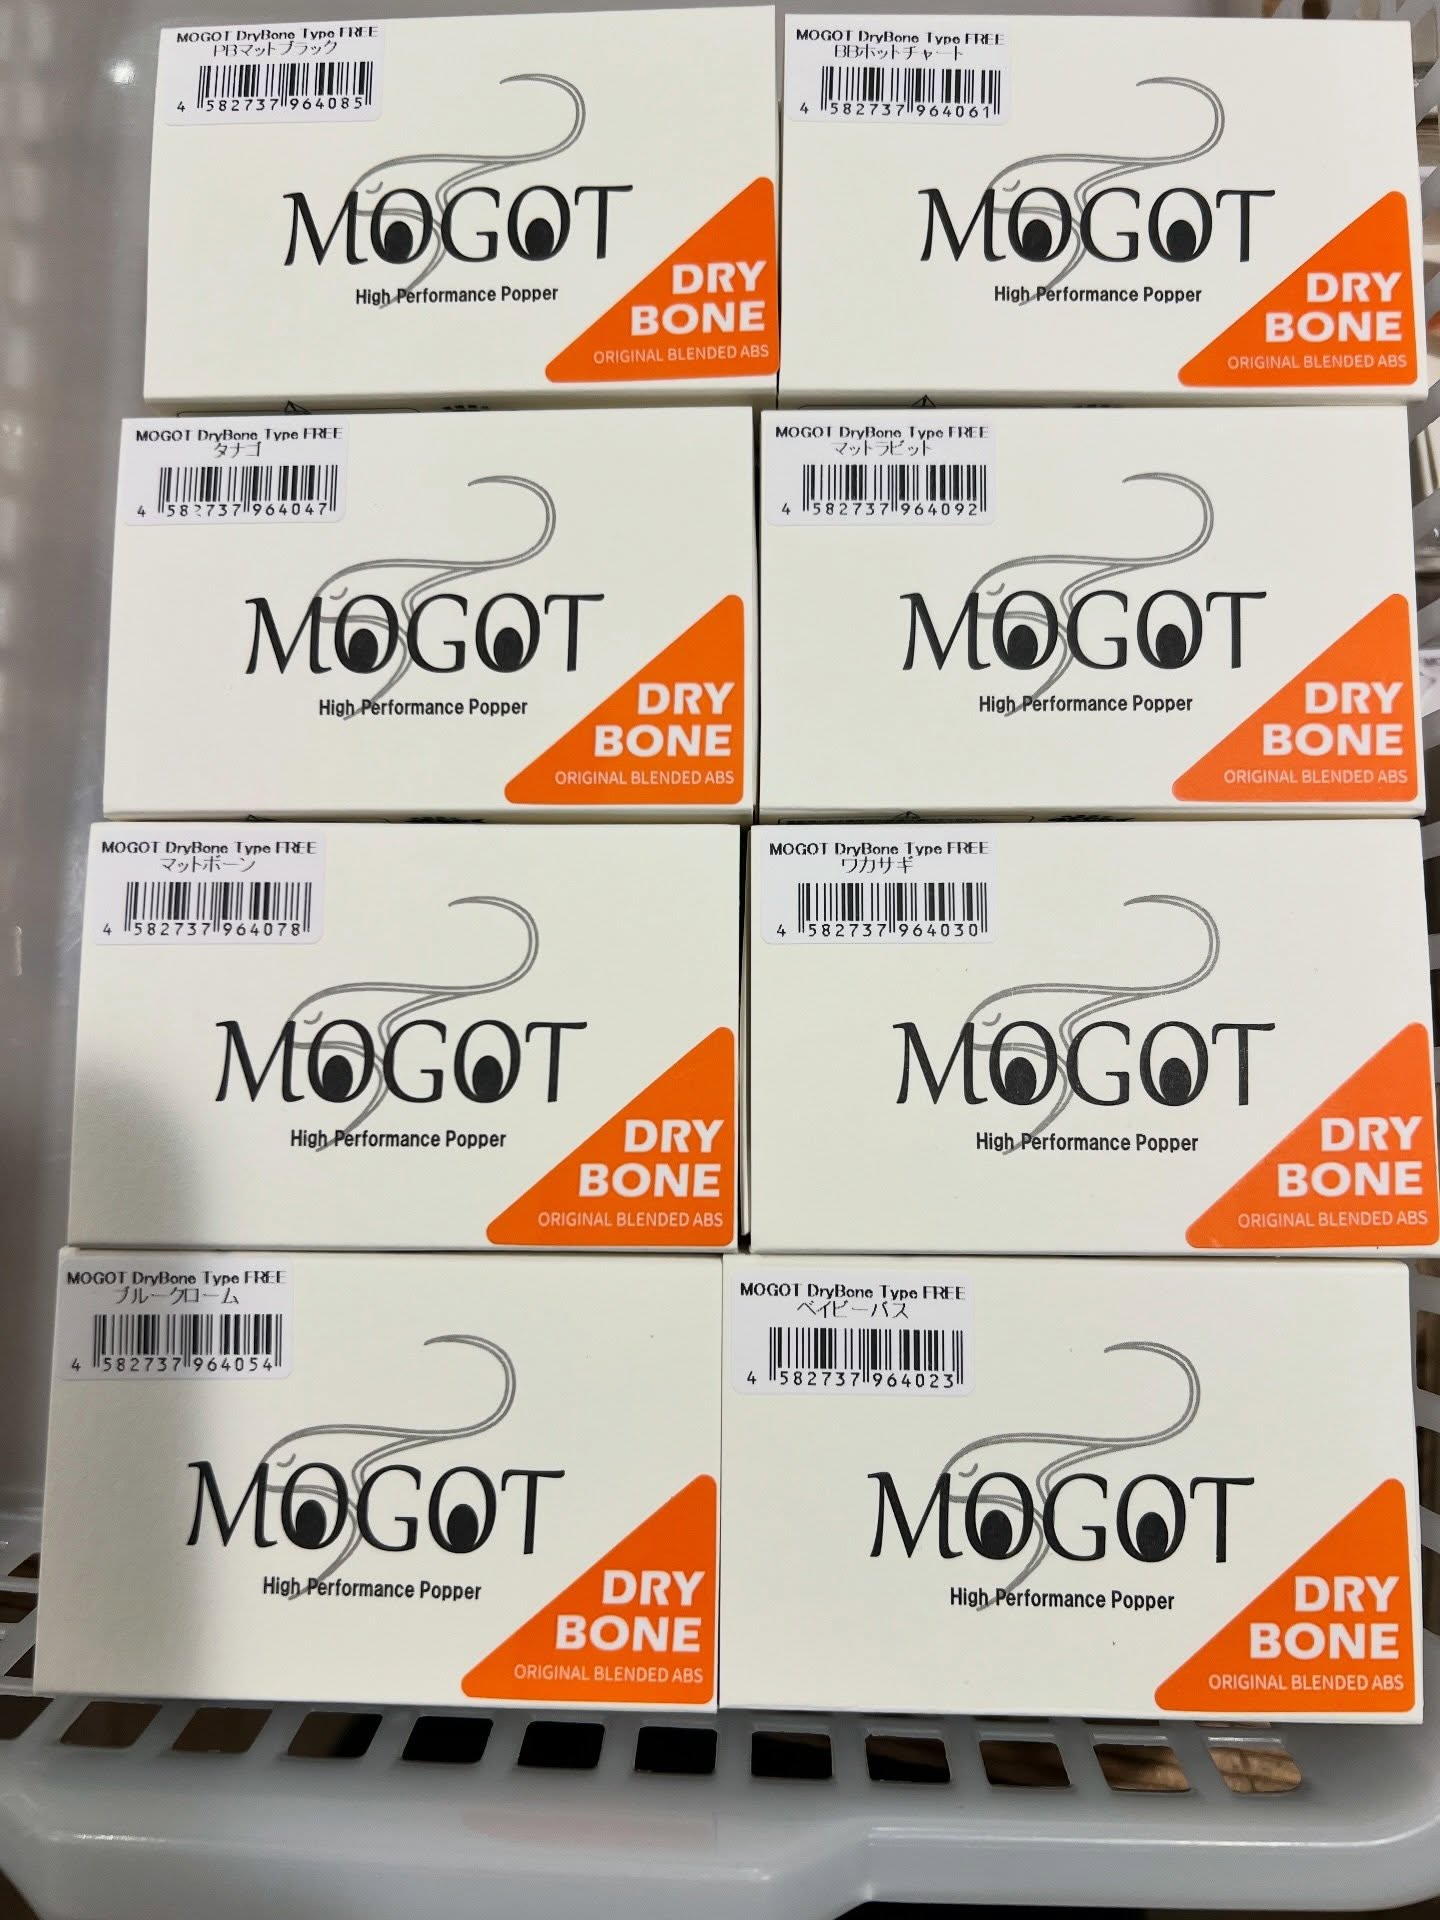 MOGOT DryBone Type FREE
PBマットブラック
4 582737 964085
MOGOT
High Performance Popper
DRY
BONE
ORIGINAL BLENDED ABS
MOGOT DryBone Type FREE
BBホットチャート
4 582737 964061
MOGOT
High Performance Popper
DRY
BONE
ORIGINAL BLENDED ABS
MOGOT DryBone Type FREE
タナゴ
4 582737 964047
MOGOT
High Performance Popper
DRY
BONE
ORIGINAL BLENDED ABS
MOGOT DryBone Type FREE
マットラビット
4 582737 964092
MOGOT
High Performance Popper
DRY
BONE
ORIGINAL BLENDED ABS
MOGOT DryBone Type FREE
マットボーン
4 582737 964078
MOGOT
High Performance Popper
DRY
BONE
ORIGINAL BLENDED ABS
MOGOT DryBone Type FREE
ワカサギ
4 582737 964030
MOGOT
High Performance Popper
DRY
BONE
ORIGINAL BLENDED ABS
MOGOT DryBone Type FREE
ブルークローム
4 582737 964054
MOGOT
High Performance Popper
DRY
BONE
ORIGINAL BLENDED ABS
MOGOT DryBone Type FREE
ベイビーバス
4 582737 964023
MOGOT
High Performance Popper
DRY
BONE
ORIGINAL BLENDED ABS